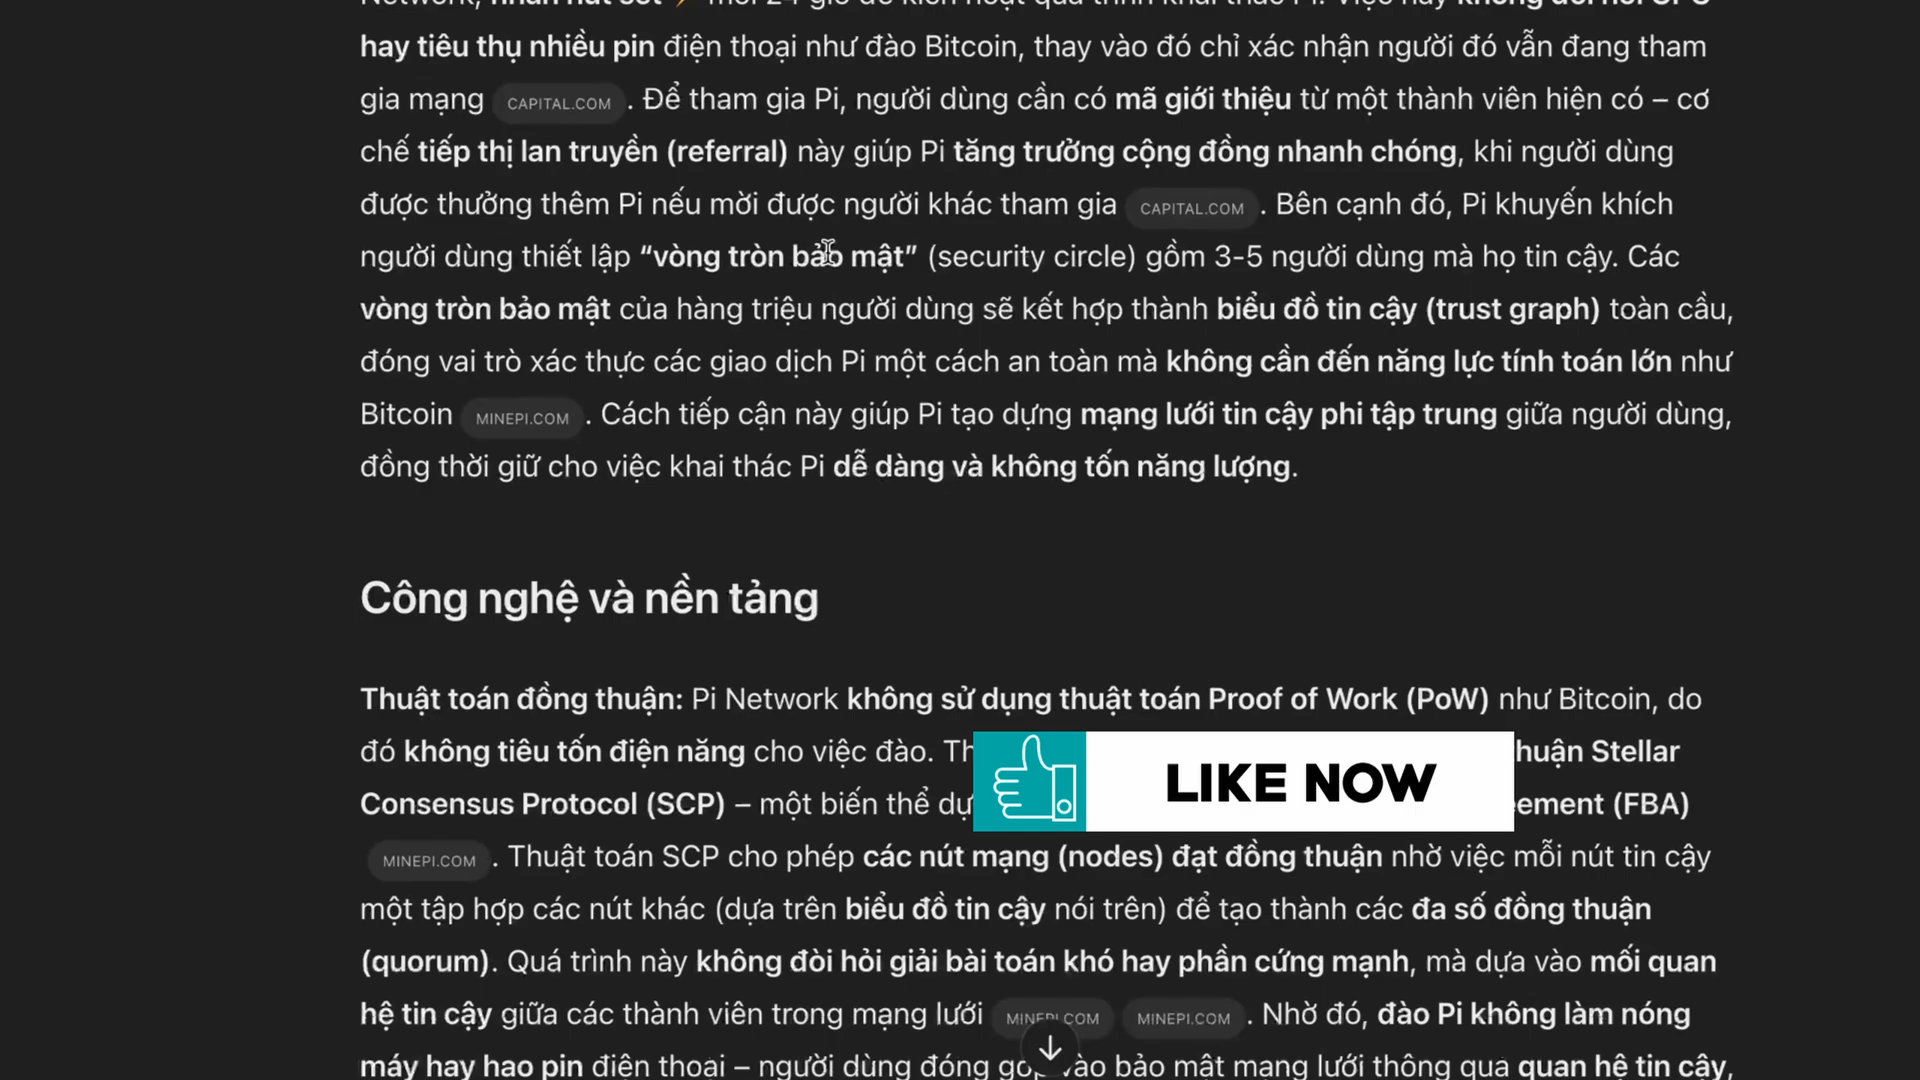 hay tiêu thụ nhiều pin điện thoại như đào Bitcoin, thay vào đó chỉ xác nhận người đó vẫn đang tham
gia mạng CAPITAL.COM . Để tham gia Pi, người dùng cần có mã giới thiệu từ một thành viên hiện có – cơ
chế tiếp thị lan truyền (referral) này giúp Pi tăng trưởng cộng đồng nhanh chóng, khi người dùng
được thưởng thêm Pi nếu mời được người khác tham gia CAPITAL.COM . Bên cạnh đó, Pi khuyến khích
người dùng thiết lập “vòng tròn bảo mật” (security circle) gồm 3-5 người dùng mà họ tin cậy. Các
vòng tròn bảo mật của hàng triệu người dùng sẽ kết hợp thành biểu đồ tin cậy (trust graph) toàn cầu,
đóng vai trò xác thực các giao dịch Pi một cách an toàn mà không cần đến năng lực tính toán lớn như
Bitcoin MINEPI.COM . Cách tiếp cận này giúp Pi tạo dựng mạng lưới tin cậy phi tập trung giữa người dùng,
đồng thời giữ cho việc khai thác Pi dễ dàng và không tốn năng lượng.
Công nghệ và nền tảng
Thuật toán đồng thuận: Pi Network không sử dụng thuật toán Proof of Work (PoW) như Bitcoin, do
đó không tiêu tốn điện năng cho việc đào. Stellar
LIKE NOW
Consensus Protocol (SCP) – một biến thể (FBA)
MINEPI.COM . Thuật toán SCP cho phép các nút mạng (nodes) đạt đồng thuận nhờ việc mỗi nút tin cậy
một tập hợp các nút khác (dựa trên biểu đồ tin cậy nói trên) để tạo thành các đa số đồng thuận
(quorum). Quá trình này không đòi hỏi giải bài toán khó hay phần cứng mạnh, mà dựa vào mối quan
hệ tin cậy giữa các thành viên trong mạng lưới MINEPI.COM MINEPI.COM . Nhờ đó, đào Pi không làm nóng
máy hay hao pin điện thoại – người dùng đóng góp vào bảo mật mạng lưới thông qua quan hệ tin cậy,